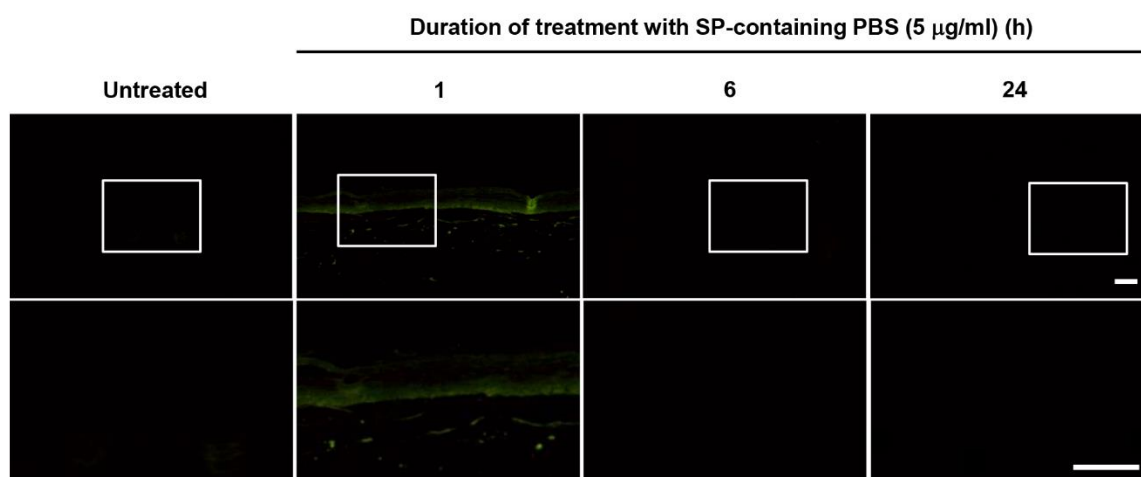 Duration of treatment with SP-containing PBS (5 μg/ml) (h)
Untreated 1 6 24